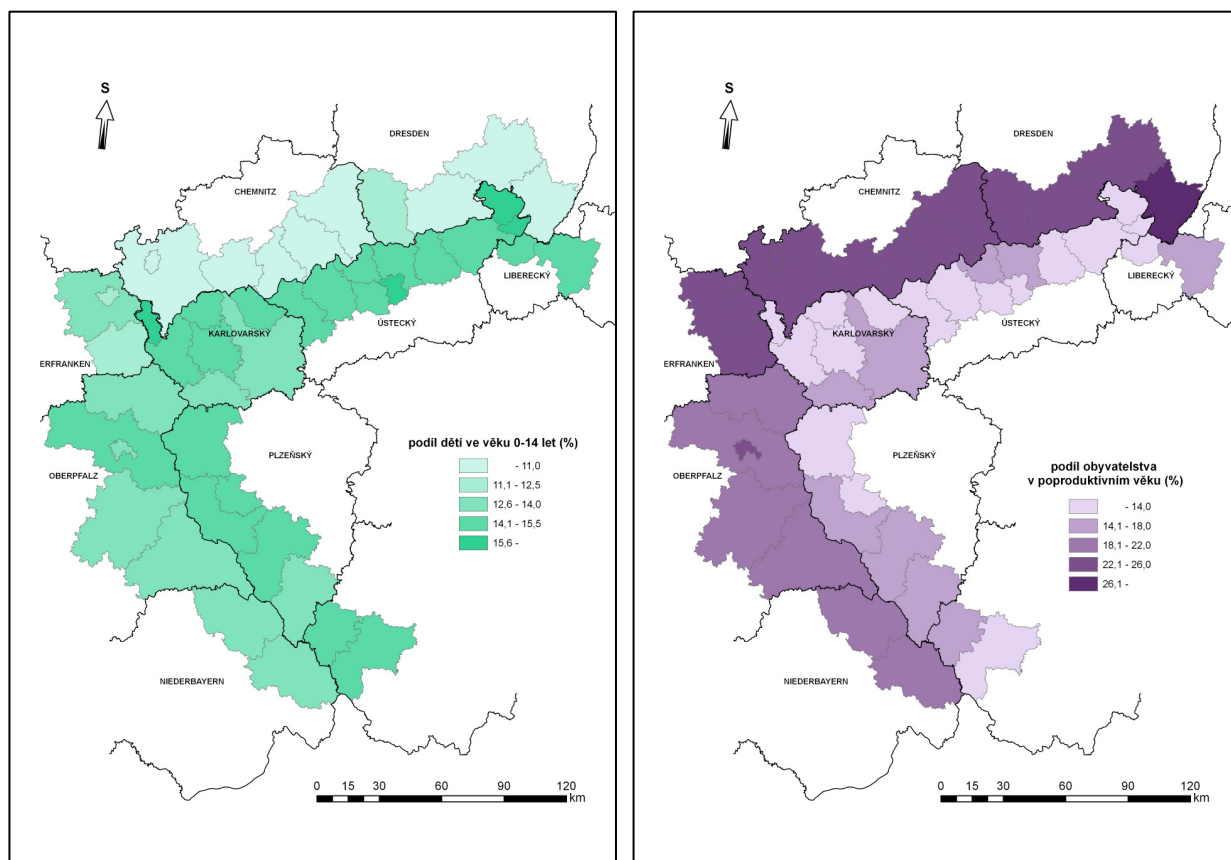 S
DRESDEN
CHEMNITZ
LIBERECKÝ
ÚSTECKÝ
KARLOVARSKÝ
ERFRANKEN
PLZEŇSKÝ
OBERPFALZ
NIEDERBAYERN
podíl dětí ve věku 0-14 let (%)
- 11,0
11,1 - 12,5
12,6 - 14,0
14,1 - 15,5
15,6 -
0 15 30 60 90 120
km
S
DRESDEN
CHEMNITZ
LIBERECKÝ
ÚSTECKÝ
KARLOVARSKÝ
ERFRANKEN
PLZEŇSKÝ
OBERPFALZ
NIEDERBAYERN
podíl obyvatelstva
v poproduktivním věku (%)
- 14,0
14,1 - 18,0
18,1 - 22,0
22,1 - 26,0
26,1 -
0 15 30 60 90 120
km